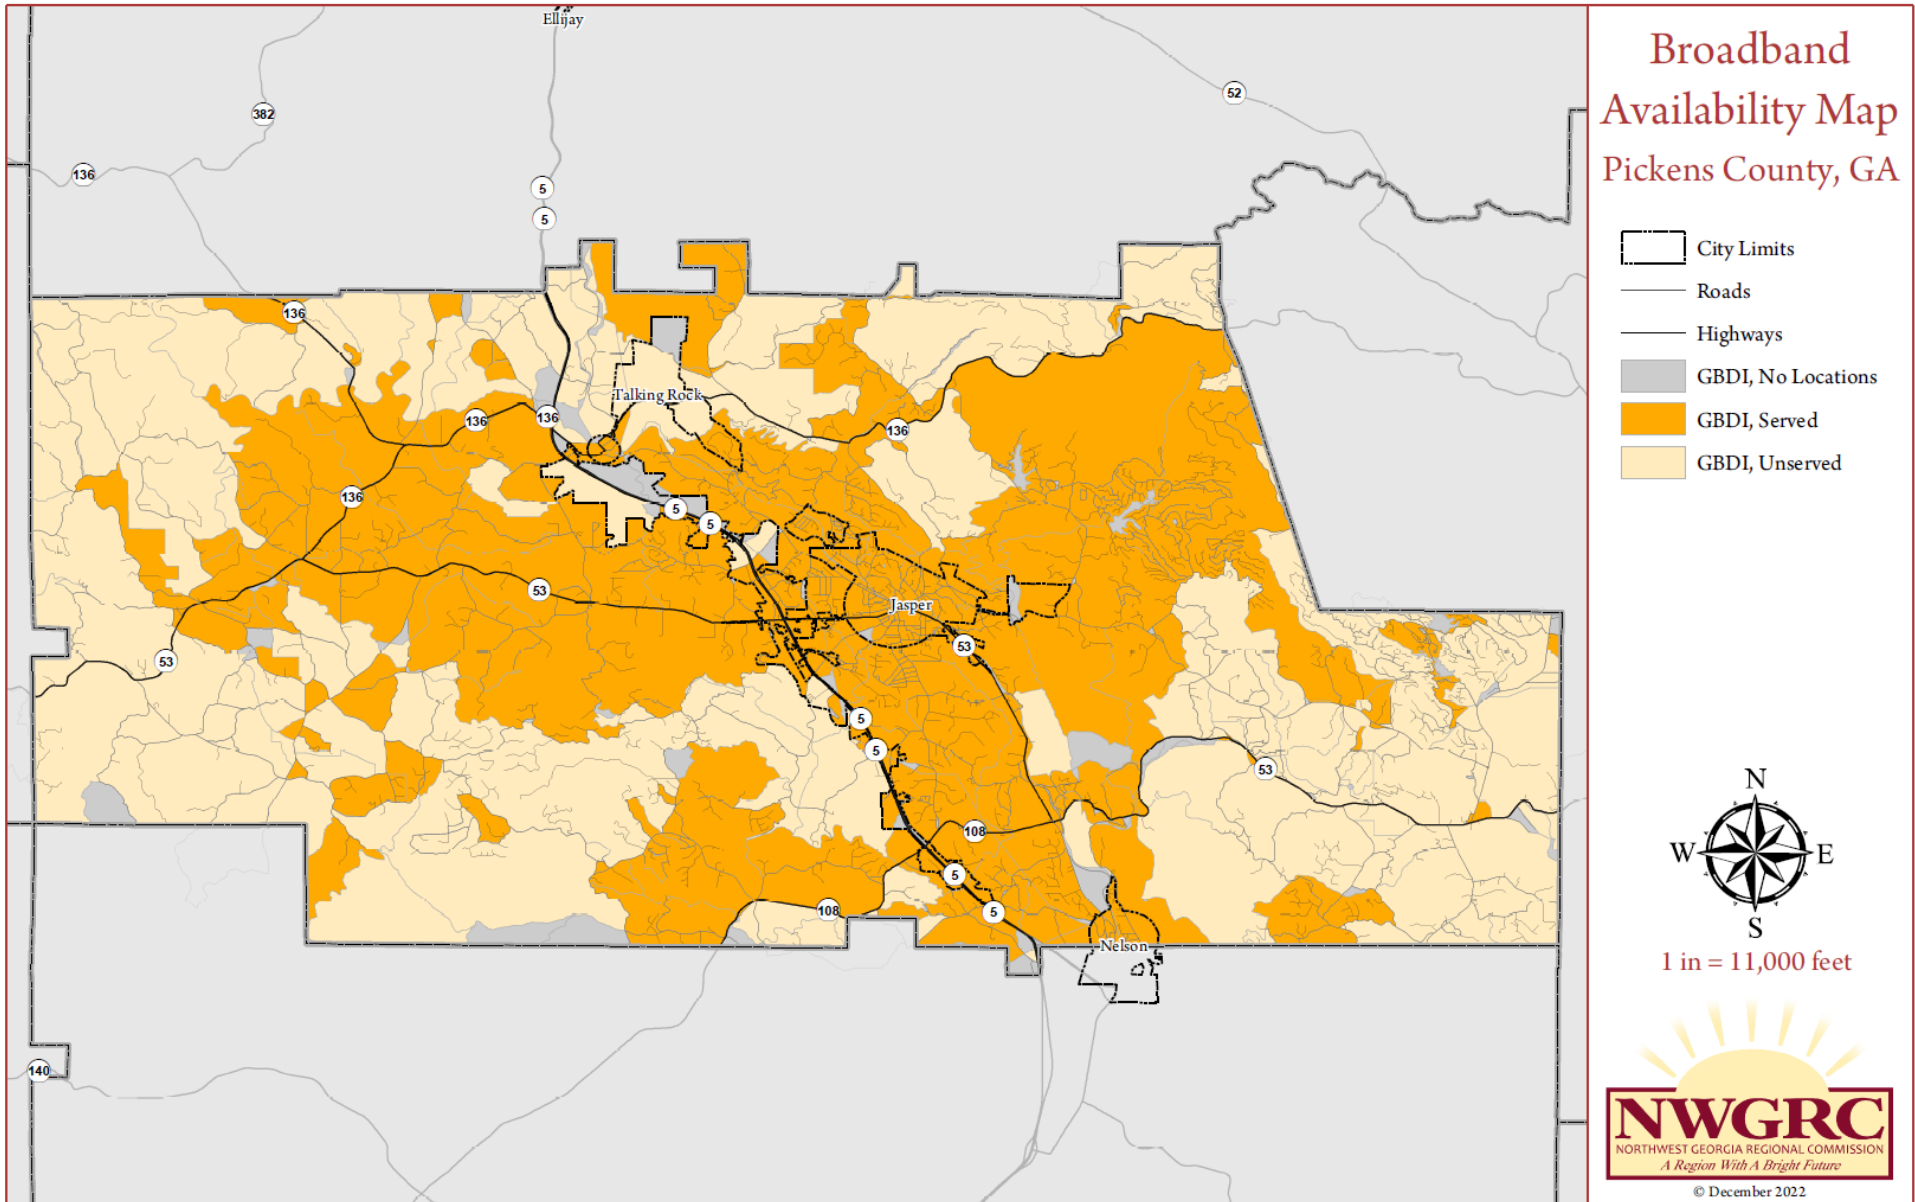 Ellijay
52
382
136
5
5
136
Talking Rock
136
136
136
136
5
5
53
Jasper
53
53
5
5
53
108
5
108
5
Nelson
140
Broadband
Availability Map
Pickens County, GA
City Limits
Roads
Highways
GBDI, No Locations
GBDI, Served
GBDI, Unserved
N
W
E
S
1 in = 11,000 feet
NWGRC
NORTHWEST GEORGIA REGIONAL COMMISSION
A Region With A Bright Future
© December 2022